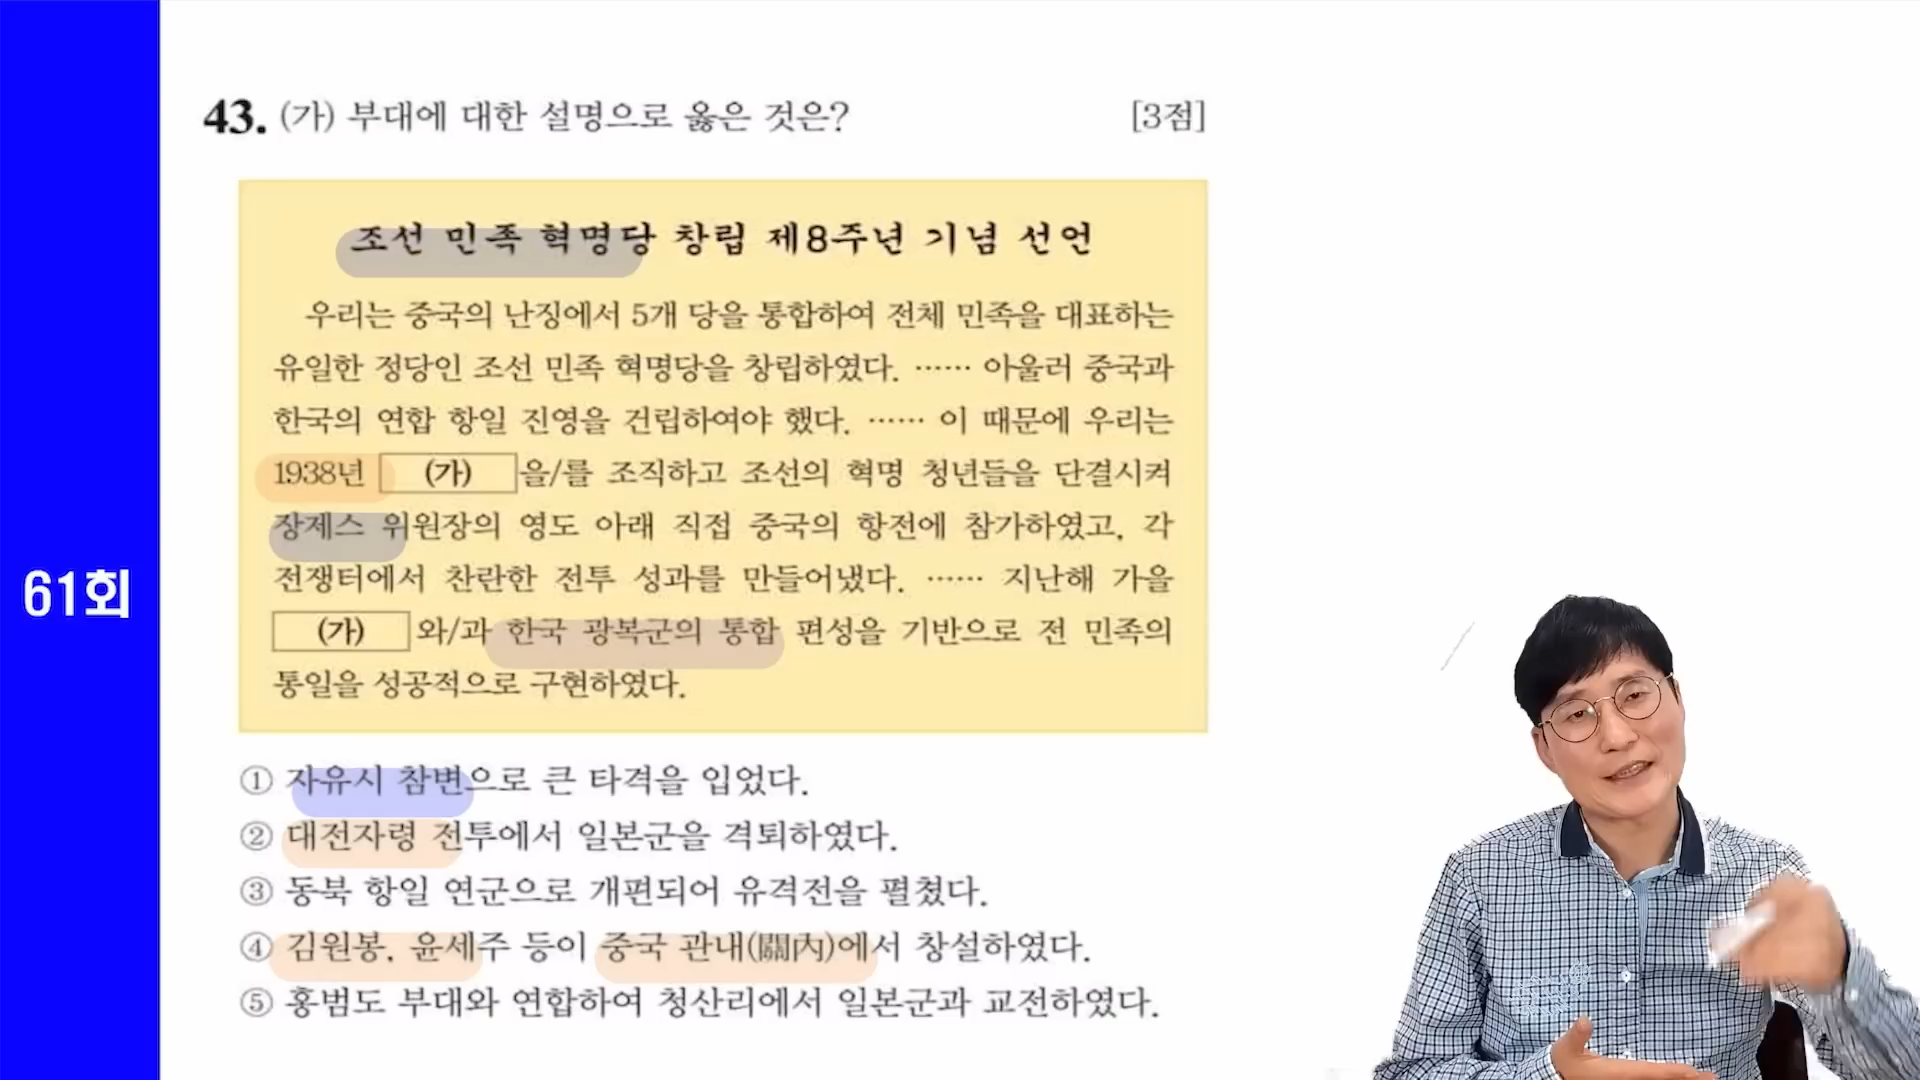 61회
43. (가) 부대에 대한 설명으로 옳은 것은? [3점]
조선 민족 혁명당 창립 제8주년 기념 선언
우리는 중국의 난징에서 5개 당을 통합하여 전체 민족을 대표하는
유일한 정당인 조선 민족 혁명당을 창립하였다. …… 아울러 중국과
한국의 연합 항일 진영을 건립하여야 했다. …… 이 때문에 우리는
1938년 (가) 을/를 조직하고 조선의 혁명 청년들을 단결시켜
장제스 위원장의 영도 아래 직접 중국의 항전에 참가하였고, 각
전쟁터에서 찬란한 전투 성과를 만들어냈다. …… 지난해 가을
(가) 와/과 한국 광복군의 통합 편성을 기반으로 전 민족의
통일을 성공적으로 구현하였다.
① 자유시 참변으로 큰 타격을 입었다.
② 대전자령 전투에서 일본군을 격퇴하였다.
③ 동북 항일 연군으로 개편되어 유격전을 펼쳤다.
④ 김원봉, 윤세주 등이 중국 관내(關內)에서 창설하였다.
⑤ 홍범도 부대와 연합하여 청산리에서 일본군과 교전하였다.